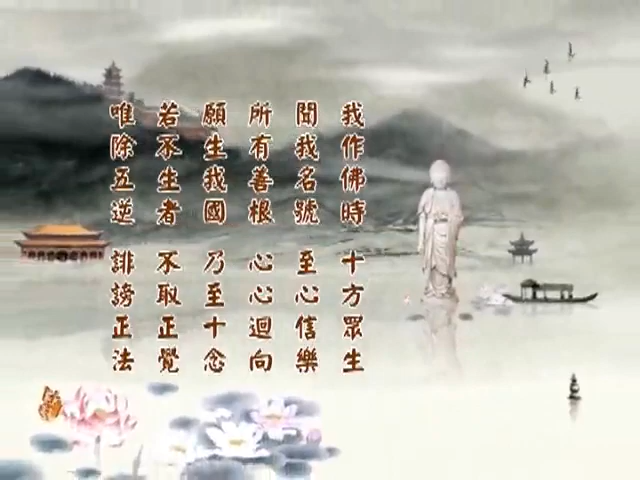 我作佛時 十方眾生
聞我名號 至心信樂
所有善根 心心迴向
願生我國 乃至十念
若不生者 不取正覺
唯除五逆 誹謗正法